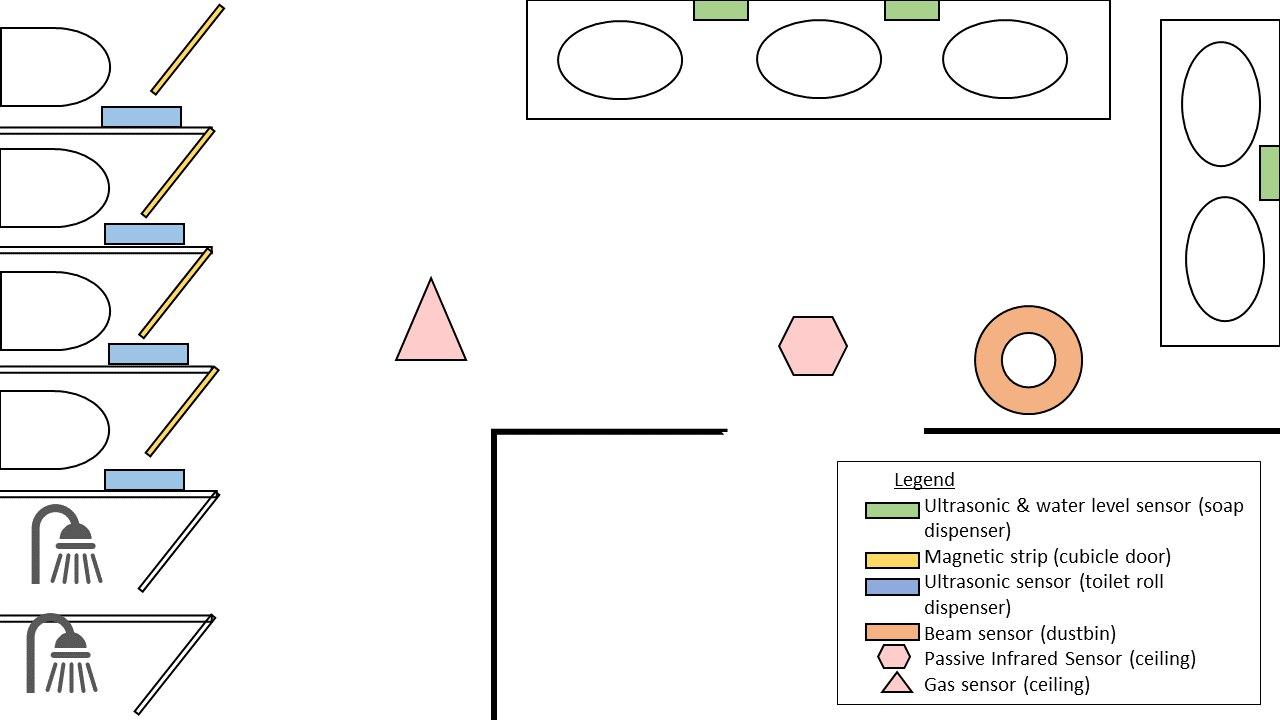 Legend
Ultrasonic & water level sensor (soap
dispenser)
Magnetic strip (cubicle door)
Ultrasonic sensor (toilet roll
dispenser)
Beam sensor (dustbin)
Passive Infrared Sensor (ceiling)
Gas sensor (ceiling)